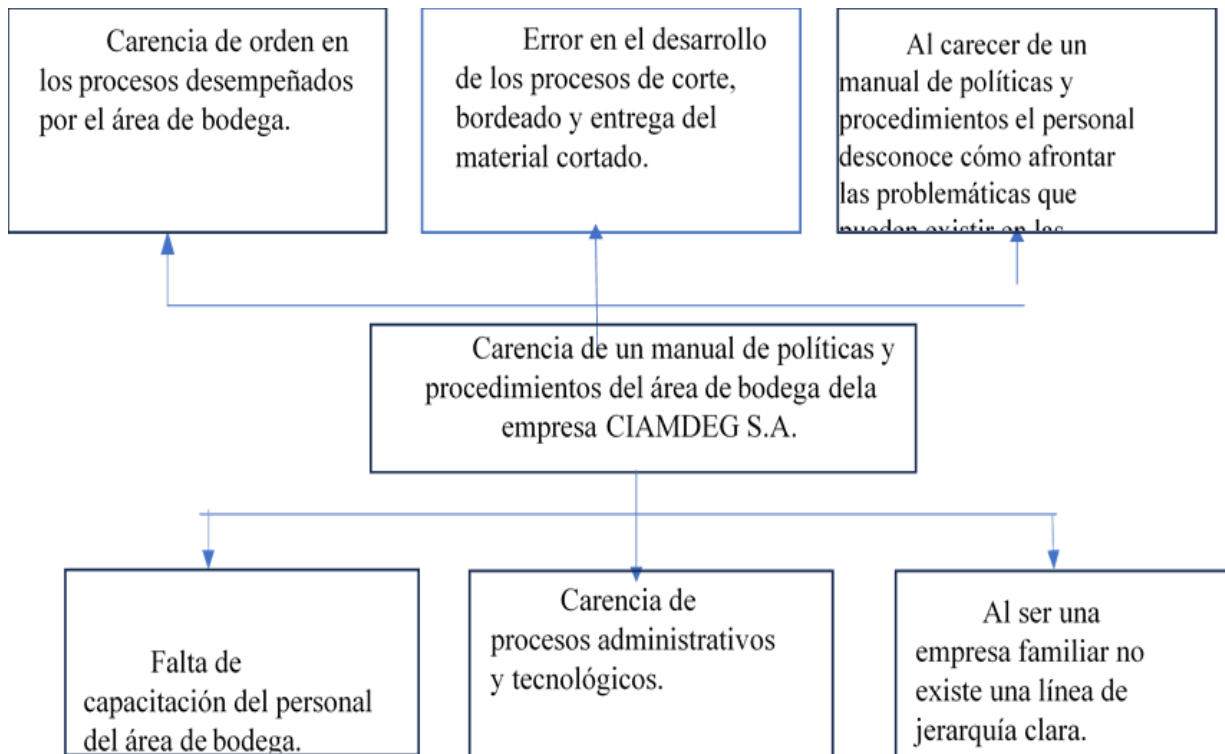 Carencia de orden en
los procesos desempeñados
por el área de bodega.
Error en el desarrollo
de los procesos de corte,
bordeado y entrega del
material cortado.
Al carecer de un
manual de políticas y
procedimientos el personal
desconoce cómo afrontar
las problemáticas que
pueden existir en las
Carencia de un manual de políticas y
procedimientos del área de bodega dela
empresa CIAMDEG S.A.
Falta de
capacitación del personal
del área de bodega.
Carencia de
procesos administrativos
y tecnológicos.
Al ser una
empresa familiar no
existe una línea de
jerarquía clara.